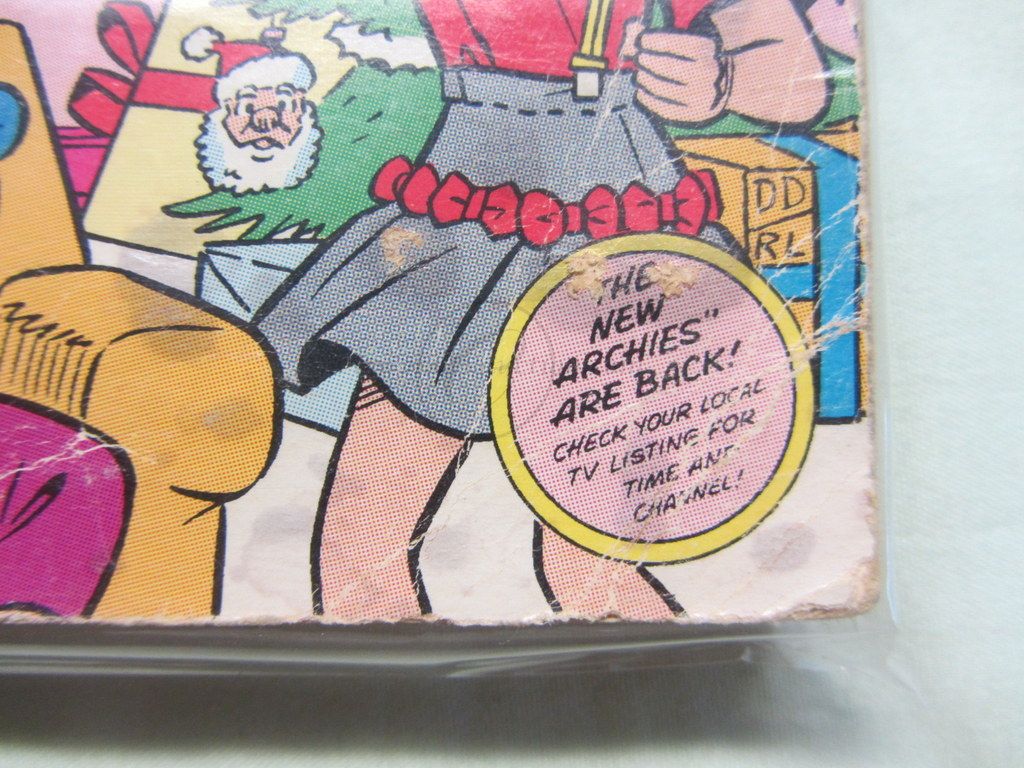 DD
RL
THE
NEW
ARCHIES"
ARE BACK!
CHECK YOUR LOCAL
TV LISTING FOR
TIME AND
CHANNEL!